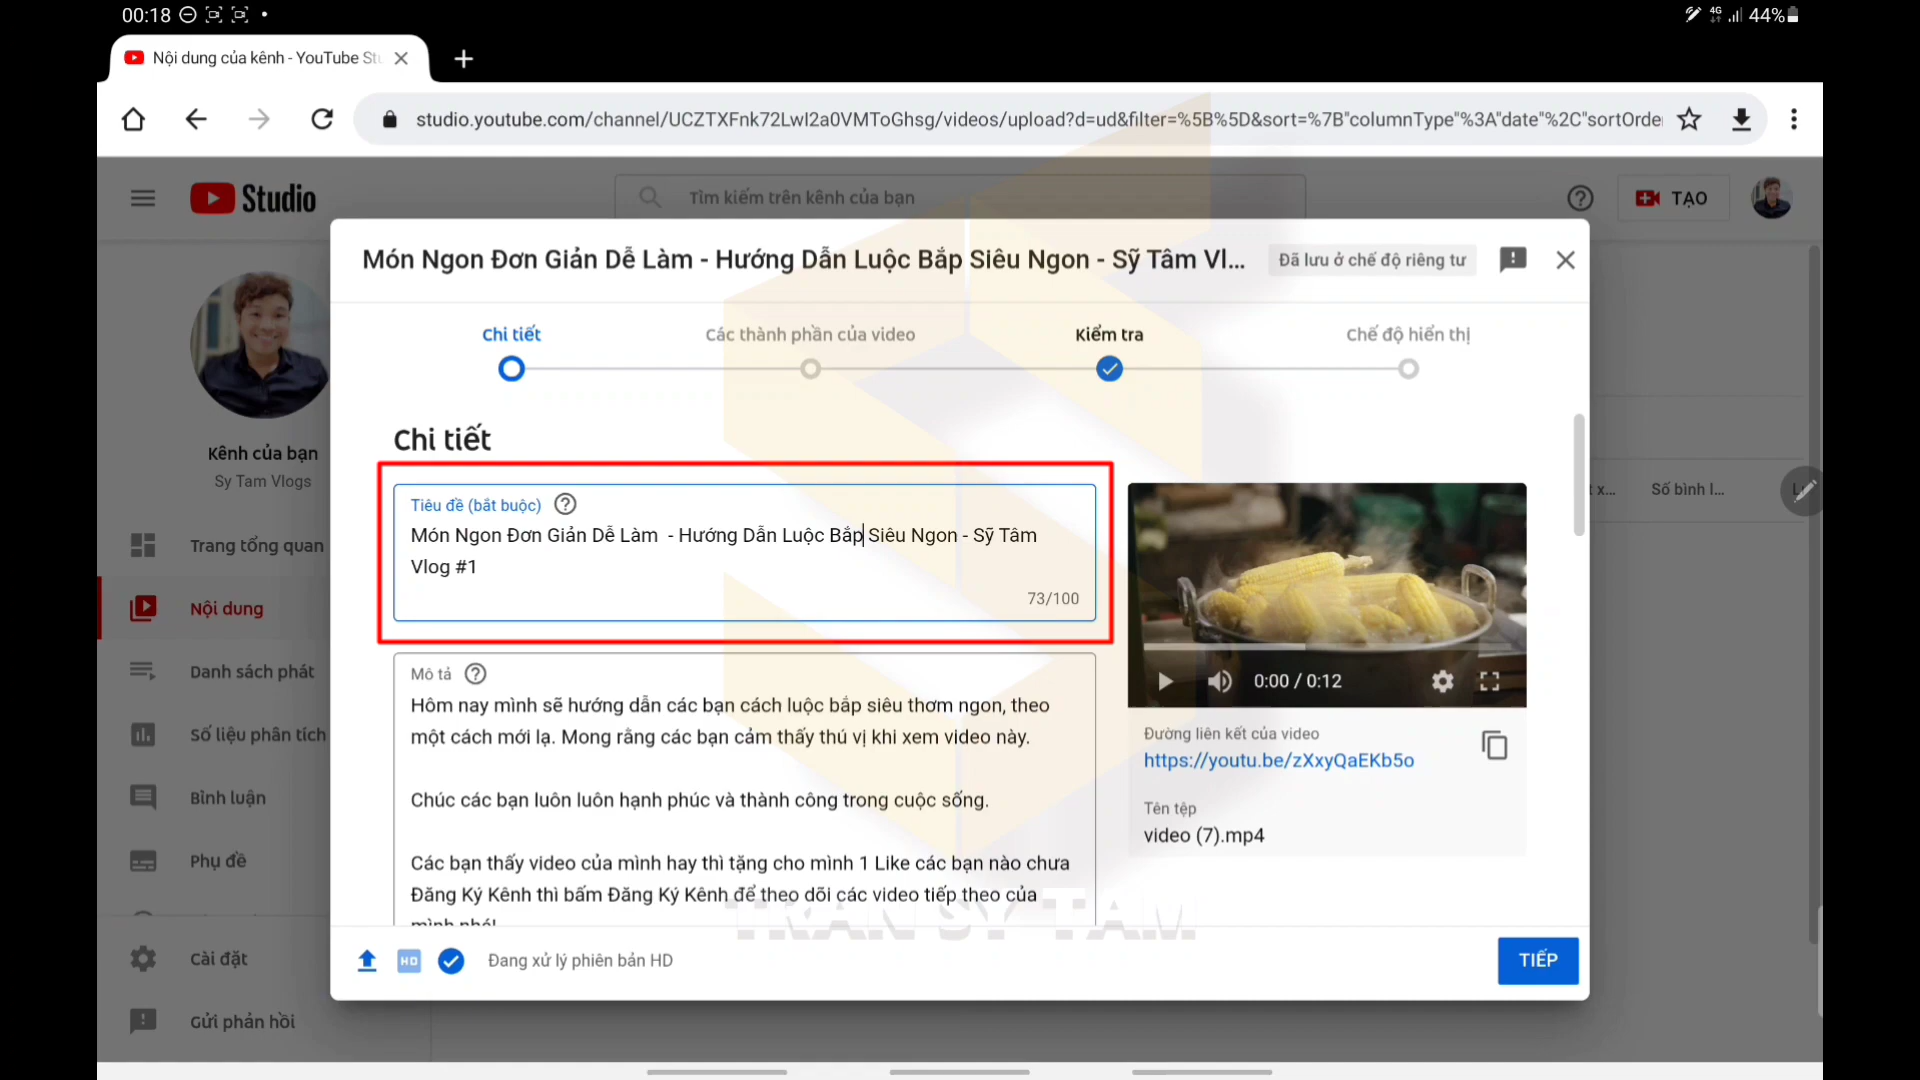 00:18
4G 44%
Nội dung của kênh - YouTube Stu
studio.youtube.com/channel/UCZTXFnk72LwI2a0VMToGhsg/videos/upload?d=ud&filter=%5B%5D&sort=%7B"columnType"%3A"date"%2C"sortOrde
Studio
Tìm kiếm trên kênh của bạn
TẠO
Món Ngon Đơn Giản Dễ Làm - Hướng Dẫn Luộc Bắp Siêu Ngon - Sỹ Tâm Vl...
Đã lưu ở chế độ riêng tư
Chi tiết
Các thành phần của video
Kiểm tra
Chế độ hiển thị
Chi tiết
Tiêu đề (bắt buộc)
Món Ngon Đơn Giản Dễ Làm  - Hướng Dẫn Luộc Bắp Siêu Ngon - Sỹ Tâm
Vlog #1
73/100
Mô tả
Hôm nay mình sẽ hướng dẫn các bạn cách luộc bắp siêu thơm ngon, theo
một cách mới lạ. Mong rằng các bạn cảm thấy thú vị khi xem video này.
Chúc các bạn luôn luôn hạnh phúc và thành công trong cuộc sống.
Các bạn thấy video của mình hay thì tặng cho mình 1 Like các bạn nào chưa
Đăng Ký Kênh thì bấm Đăng Ký Kênh để theo dõi các video tiếp theo của
mình nhé!
0:00 / 0:12
Đường liên kết của video
https://youtu.be/zXxyQaEKb5o
Tên tệp
video (7).mp4
HD
Đang xử lý phiên bản HD
TIẾP
Kênh của bạn
Sy Tam Vlogs
Trang tổng quan
Nội dung
Danh sách phát
Số liệu phân tích
Bình luận
Phụ đề
Cài đặt
Gửi phản hồi
t x...
Số bình l...
TRAN SY TAM